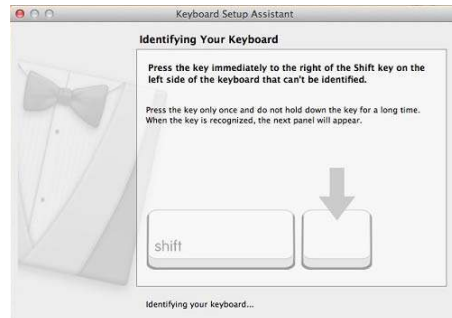 Keyboard Setup Assistant
Identifying Your Keyboard
Press the key immediately to the right of the Shift key on the
left side of the keyboard that can't be identified.
Press the key only once and do not hold down the key for a long time.
When the key is recognized, the next panel will appear.
shift
Identifying your keyboard...